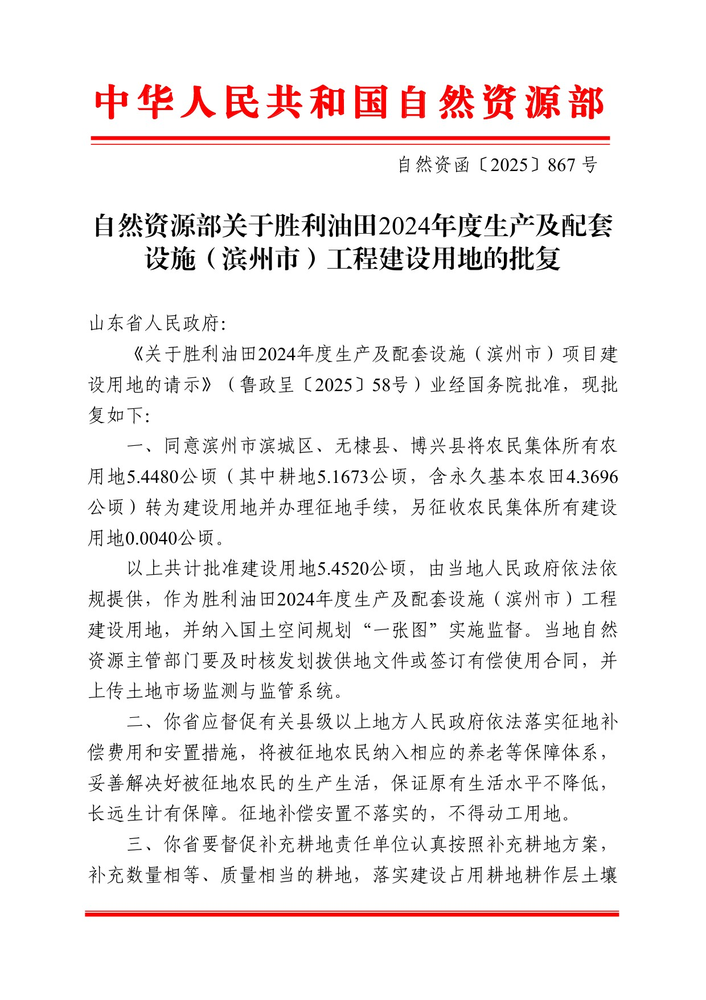 中华人民共和国自然资源部
自然资函〔2025〕867 号
自然资源部关于胜利油田2024年度生产及配套
设施（滨州市）工程建设用地的批复
山东省人民政府：
《关于胜利油田2024年度生产及配套设施（滨州市）项目建
设用地的请示》（鲁政呈〔2025〕58号）业经国务院批准，现批
复如下：
一、同意滨州市滨城区、无棣县、博兴县将农民集体所有农
用地5.4480公顷（其中耕地5.1673公顷，含永久基本农田4.3696
公顷）转为建设用地并办理征地手续，另征收农民集体所有建设
用地0.0040公顷。
以上共计批准建设用地5.4520公顷，由当地人民政府依法依
规提供，作为胜利油田2024年度生产及配套设施（滨州市）工程
建设用地，并纳入国土空间规划“一张图”实施监督。当地自然
资源主管部门要及时核发划拨供地文件或签订有偿使用合同，并
上传土地市场监测与监管系统。
二、你省应督促有关县级以上地方人民政府依法落实征地补
偿费用和安置措施，将被征地农民纳入相应的养老等保障体系，
妥善解决好被征地农民的生产生活，保证原有生活水平不降低，
长远生计有保障。征地补偿安置不落实的，不得动工用地。
三、你省要督促补充耕地责任单位认真按照补充耕地方案，
补充数量相等、质量相当的耕地，落实建设占用耕地耕作层土壤